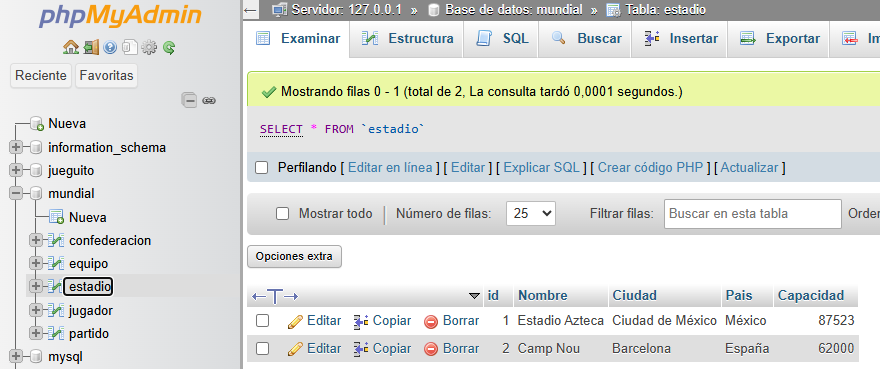 phpMyAdmin
Reciente Favoritas
Nueva
information_schema
jueguito
mundial
Nueva
confederacion
equipo
estadio
jugador
partido
mysql
Servidor: 127.0.0.1 » Base de datos: mundial » Tabla: estadio
Examinar Estructura SQL Buscar Insertar Exportar Im
Mostrando filas 0 - 1 (total de 2, La consulta tardó 0,0001 segundos.)
SELECT * FROM `estadio`
Perfilando [ Editar en línea ] [ Editar ] [ Explicar SQL ] [ Crear código PHP ] [ Actualizar ]
Mostrar todo Número de filas: 25 Filtrar filas: Buscar en esta tabla Orde
Opciones extra
id Nombre Ciudad Pais Capacidad
Editar Copiar Borrar 1 Estadio Azteca Ciudad de México México 87523
Editar Copiar Borrar 2 Camp Nou Barcelona España 62000